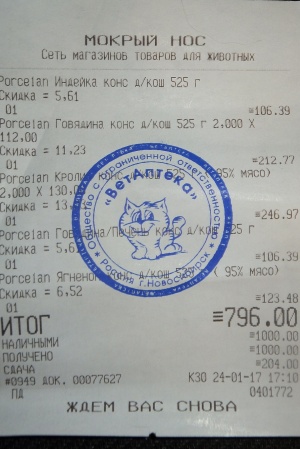 МОКРЫЙ НОС
Сеть магазинов товаров для животных
Porcelan Индейка конс д/кош 525 г
Скидка = 5,61
01 ≡106.39
Porcelan Говядина конс д/кош 525 г 2,000 X
112,00
Скидка = 11,23
01 ≡212.77
Porcelan Кролик (95% мясо)
2,000 X 130,00
Скидка =
01 ≡246.97
Porcelan Говядина/Печень конс д/кош 525 г
Скидка = 5,61
01 ≡106.39
Porcelan Ягненок конс д/кош 525 ( 95% мясо)
Скидка = 6,52
01 ≡123.48
ИТОГ ≡796.00
НАЛИЧНЫМИ ≡1000.00
ПОЛУЧЕНО ≡1000.00
СДАЧА ≡204.00
#0949 ДОК. 00077627 К30 24-01-17 17:10
ПД 0401772
ЖДЕМ ВАС СНОВА
Общество с ограниченной ответственностью
"ВетАптека"
Россия г.Новосибирск